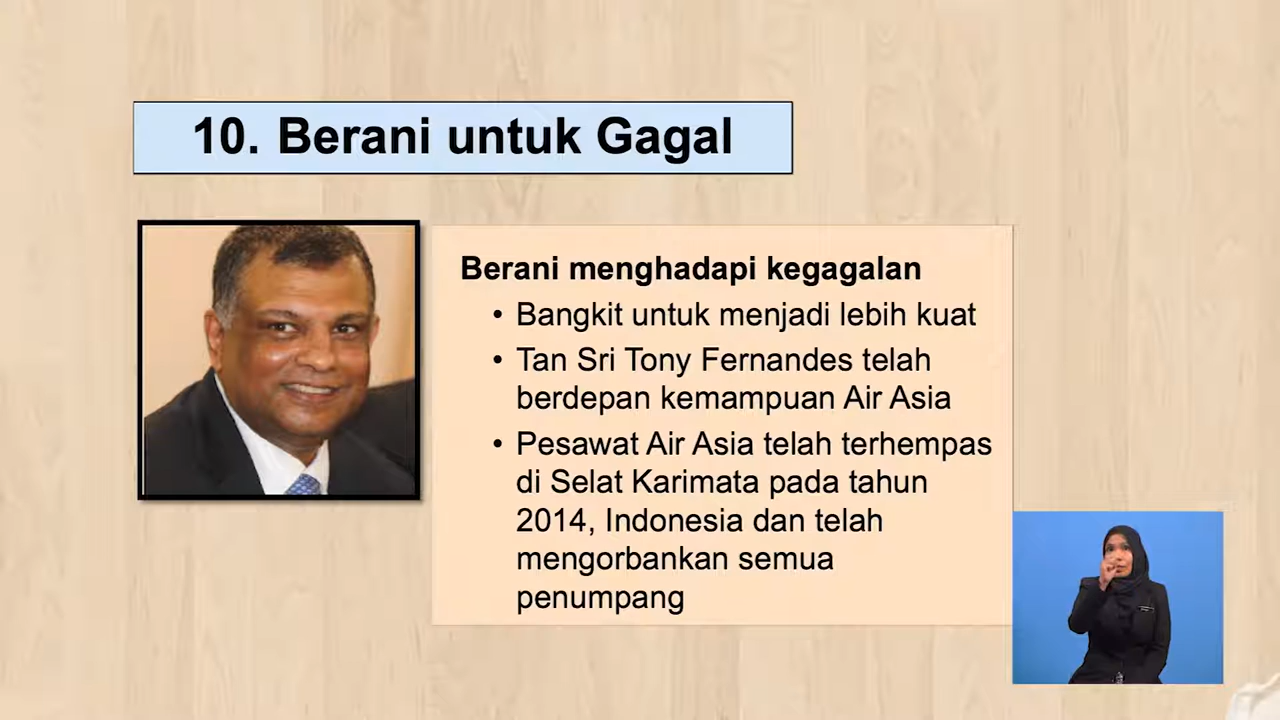 10. Berani untuk Gagal
Berani menghadapi kegagalan
• Bangkit untuk menjadi lebih kuat
• Tan Sri Tony Fernandes telah
berdepan kemampuan Air Asia
• Pesawat Air Asia telah terhempas
di Selat Karimata pada tahun
2014, Indonesia dan telah
mengorbankan semua
penumpang